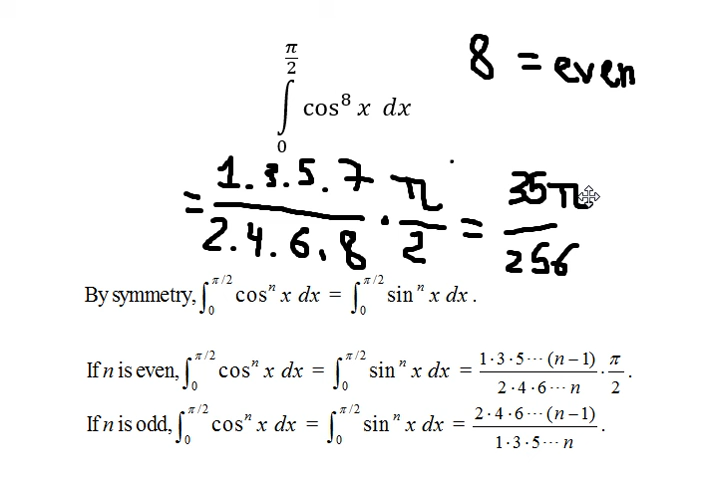 ∫₀^(π/2) cos⁸ x dx
8 = even
= (1.3.5.7)/(2.4.6.8) · π/2 = 35π/256
By symmetry, ∫₀^(π/2) cosⁿ x dx = ∫₀^(π/2) sinⁿ x dx .
If n is even, ∫₀^(π/2) cosⁿ x dx = ∫₀^(π/2) sinⁿ x dx = (1·3·5···(n−1))/(2·4·6···n) · π/2 .
If n is odd, ∫₀^(π/2) cosⁿ x dx = ∫₀^(π/2) sinⁿ x dx = (2·4·6···(n−1))/(1·3·5···n) .